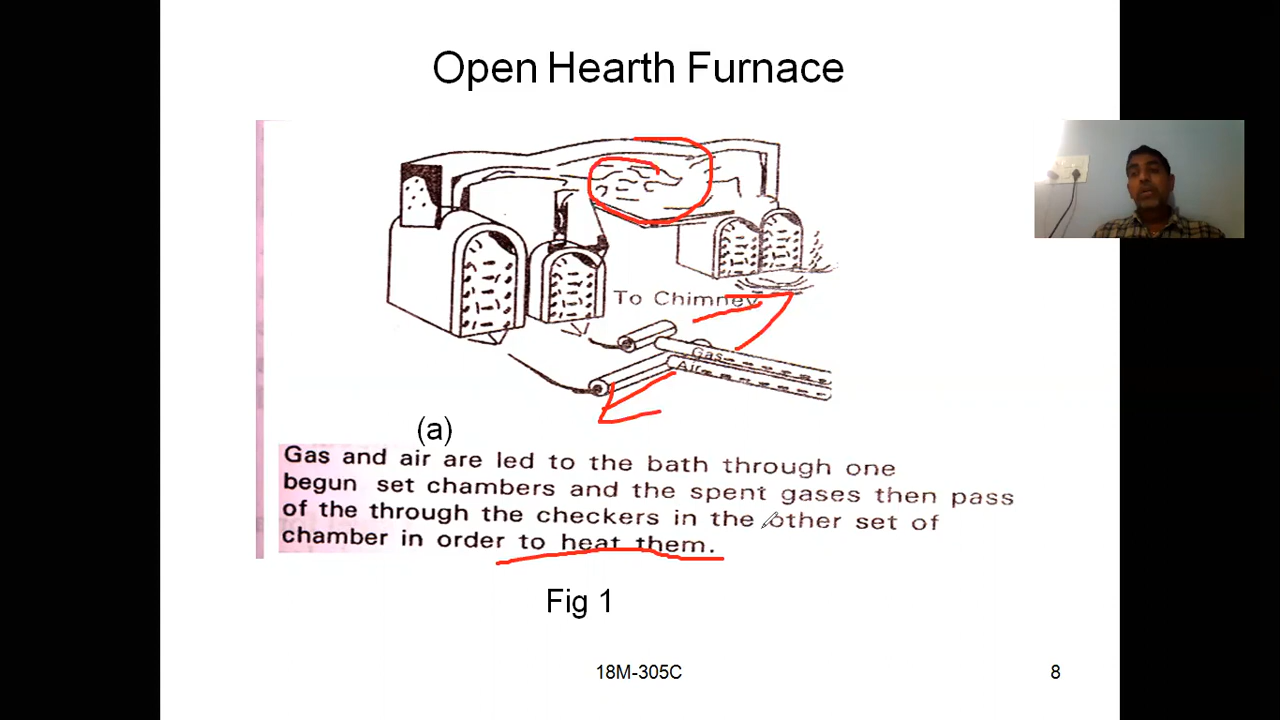 Open Hearth Furnace
To Chimney
Gas
Air
(a)
Gas and air are led to the bath through one
begun set chambers and the spent gases then pass
of the through the checkers in the other set of
chamber in order to heat them.
Fig 1
18M-305C
8